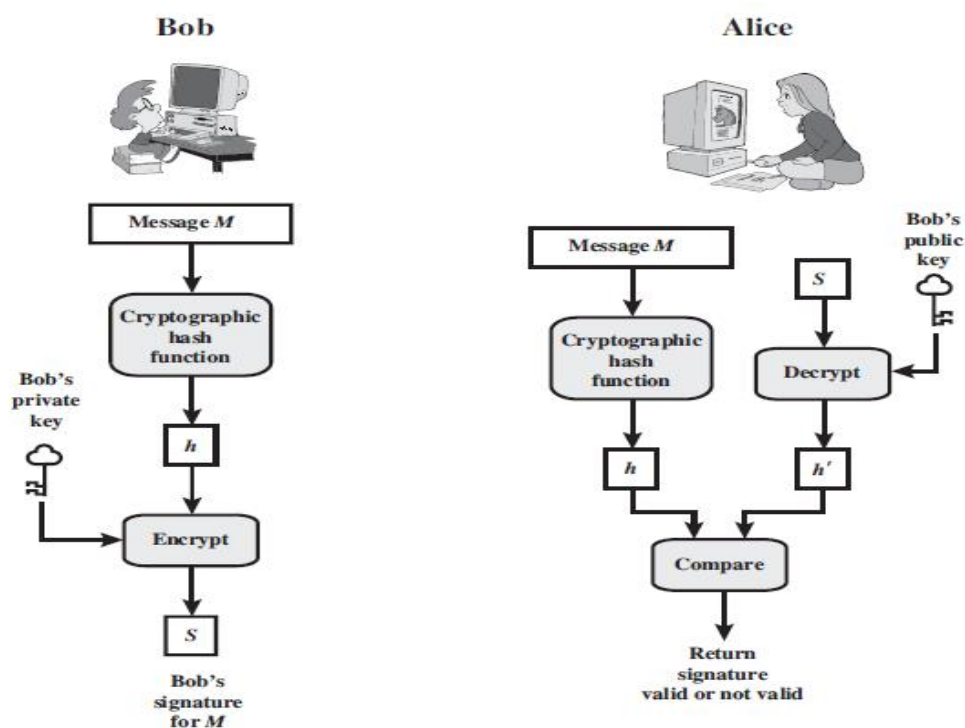 Bob
Message M
Cryptographic
hash
function
Bob's
private
key
h
Encrypt
S
Bob's
signature
for M
Alice
Message M
Cryptographic
hash
function
h
S
Bob's
public
key
Decrypt
h'
Compare
Return
signature
valid or not valid